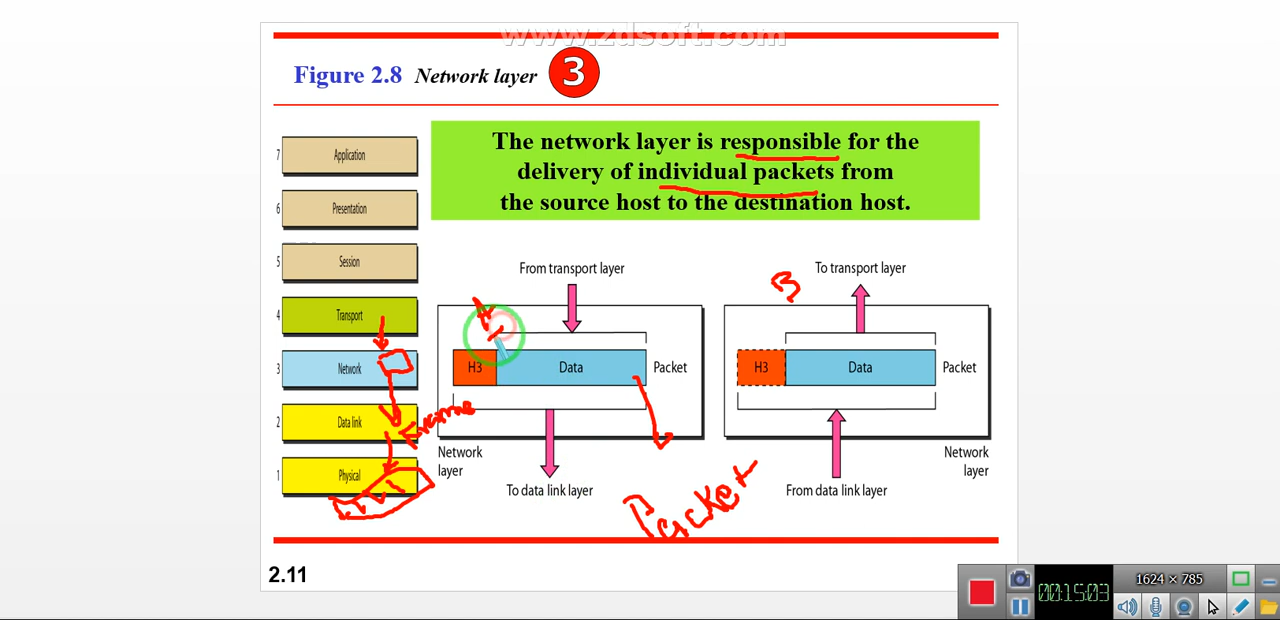 www.zdsoft.com
Figure 2.8 Network layer 3
The network layer is responsible for the
delivery of individual packets from
the source host to the destination host.
7 Application
6 Presentation
5 Session
4 Transport
3 Network
2 Data link
1 Physical
From transport layer
A
H3 Data Packet
Network
layer
To data link layer
To transport layer
B
H3 Data Packet
Network
layer
From data link layer
Frame
Packet
2.11
1624 × 785
00:15:03